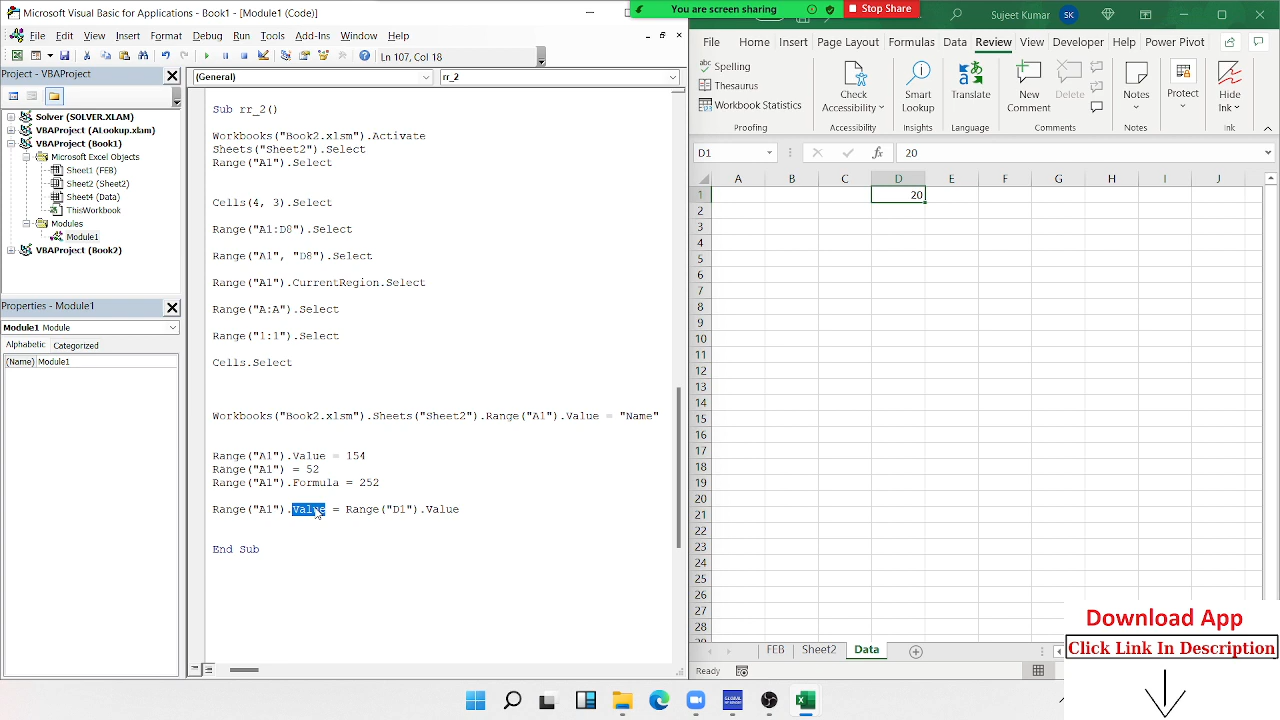 Microsoft Visual Basic for Applications - Book1 - [Module1 (Code)]
You are screen sharing
Stop Share
Sujeet Kumar
SK
File Edit View Insert Format Debug Run Tools Add-Ins Window Help
Ln 107, Col 18
Project - VBAProject
(General)
rr_2
Solver (SOLVER.XLAM)
VBAProject (ALookup.xlam)
VBAProject (Book1)
Microsoft Excel Objects
Sheet1 (FEB)
Sheet2 (Sheet2)
Sheet4 (Data)
ThisWorkbook
Modules
Module1
VBAProject (Book2)
Properties - Module1
Module1 Module
Alphabetic Categorized
(Name) Module1
Sub rr_2()
Workbooks("Book2.xlsm").Activate
Sheets("Sheet2").Select
Range("A1").Select
Cells(4, 3).Select
Range("A1:D8").Select
Range("A1", "D8").Select
Range("A1").CurrentRegion.Select
Range("A:A").Select
Range("1:1").Select
Cells.Select
Workbooks("Book2.xlsm").Sheets("Sheet2").Range("A1").Value = "Name"
Range("A1").Value = 154
Range("A1") = 52
Range("A1").Formula = 252
Range("A1").Value = Range("D1").Value
End Sub
File Home Insert Page Layout Formulas Data Review View Developer Help Power Pivot
Spelling
Thesaurus
Workbook Statistics
Proofing
Check
Accessibility
Accessibility
Smart
Lookup
Insights
Translate
Language
New
Comment
Delete
Comments
Notes
Notes
Protect
Hide
Ink
Ink
D1
fx
20
A B C D E F G H I J
1 20
2
3
4
5
6
7
8
9
10
11
12
13
14
15
16
17
18
19
20
21
22
23
24
25
26
27
28
FEB Sheet2 Data
Ready
Download App
Click Link In Description